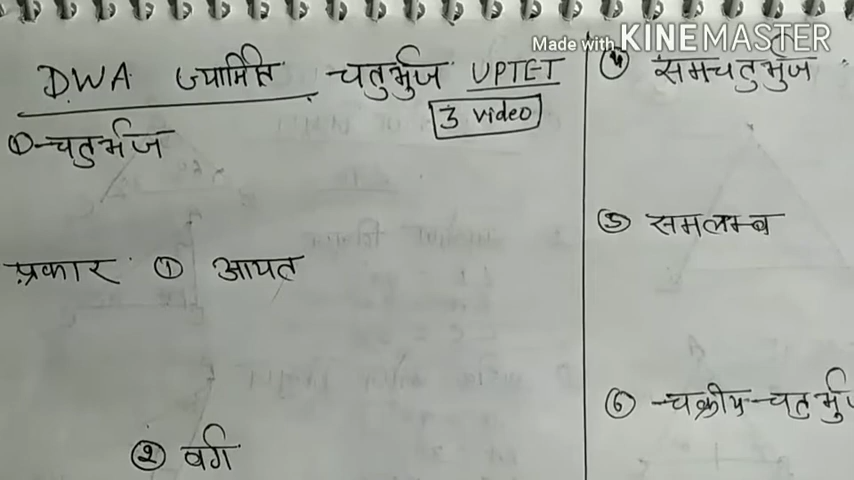 DWA ज्यामिति चतुर्भुज UPTET
3 video
① चतुर्भुज
प्रकार ① आयत
② वर्ग
Made with KINEMASTER
④ समचतुर्भुज
⑤ समलम्ब
⑥ चक्रीय चतुर्भु